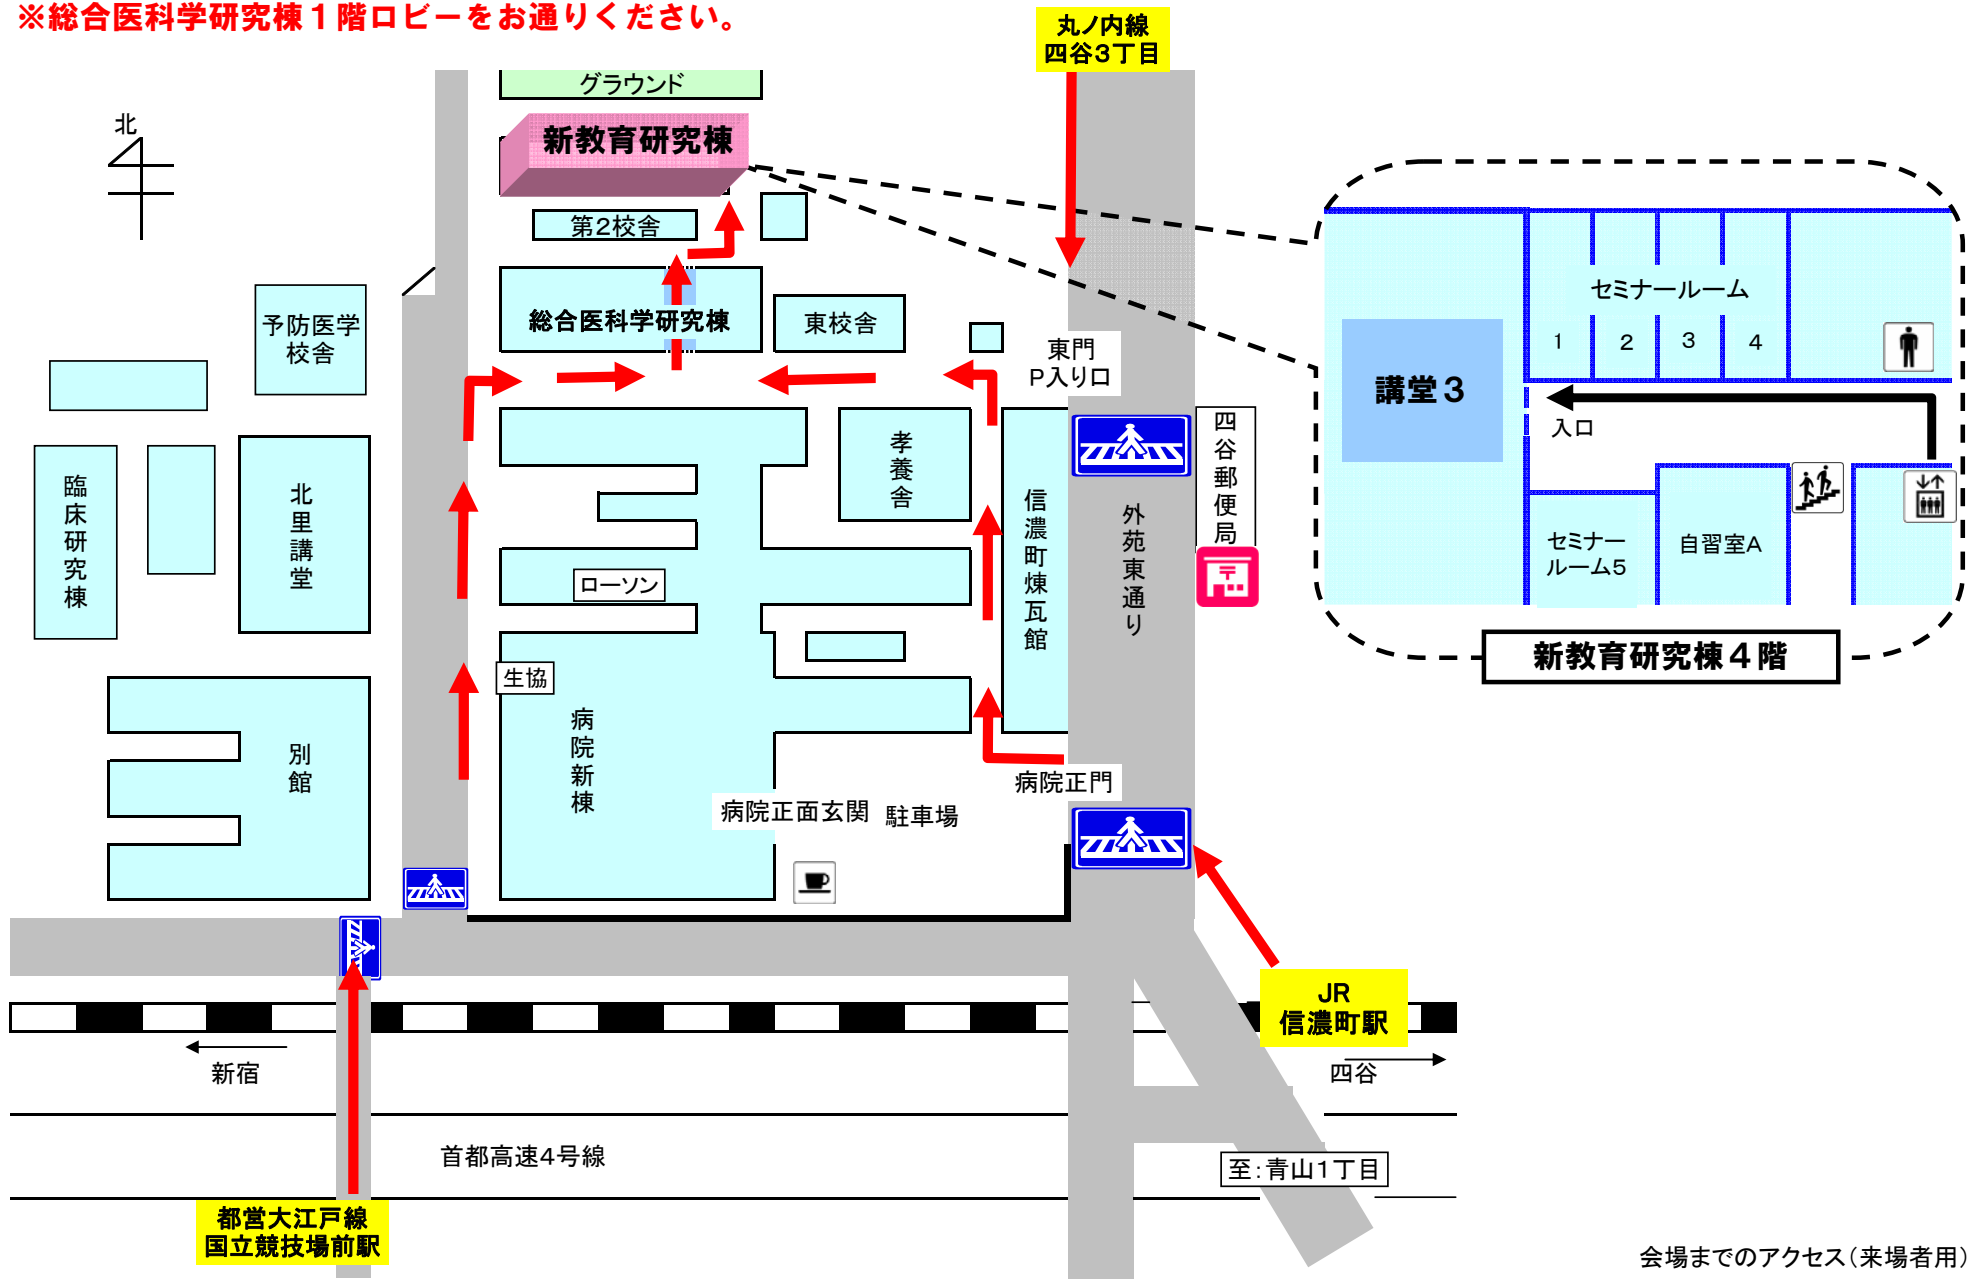 ※総合医科学研究棟１階ロビーをお通りください。
丸ノ内線
四谷3丁目
グラウンド
北
新教育研究棟
第2校舎
総合医科学研究棟
東校舎
予防医学
校舎
東門
P入り口
臨床研究棟
北里講堂
孝養舎
信濃町煉瓦館
外苑東通り
四谷郵便局
ローソン
生協
病院新棟
別館
病院正門
病院正面玄関
駐車場
セミナールーム
1
2
3
4
講堂３
入口
セミナー
ルーム5
自習室A
新教育研究棟４階
JR
信濃町駅
新宿
四谷
首都高速4号線
至：青山1丁目
都営大江戸線
国立競技場前駅
会場までのアクセス（来場者用）